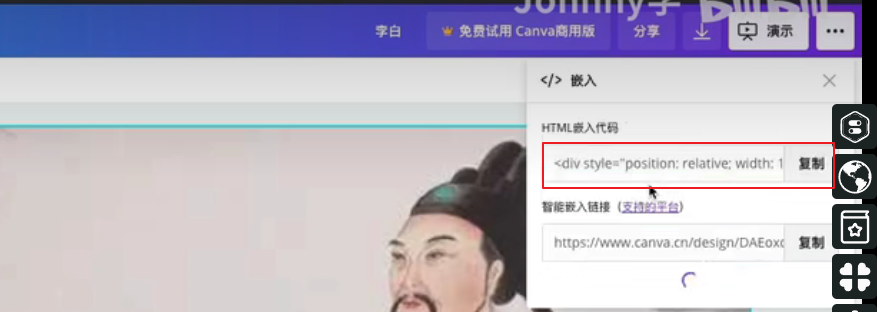 Johnny李 bilibili
李白
免费试用 Canva商用版
分享
演示
</> 嵌入
HTML嵌入代码
<div style="position: relative; width: 1
复制
智能嵌入链接（支持的平台）
https://www.canva.cn/design/DAEoxc
复制